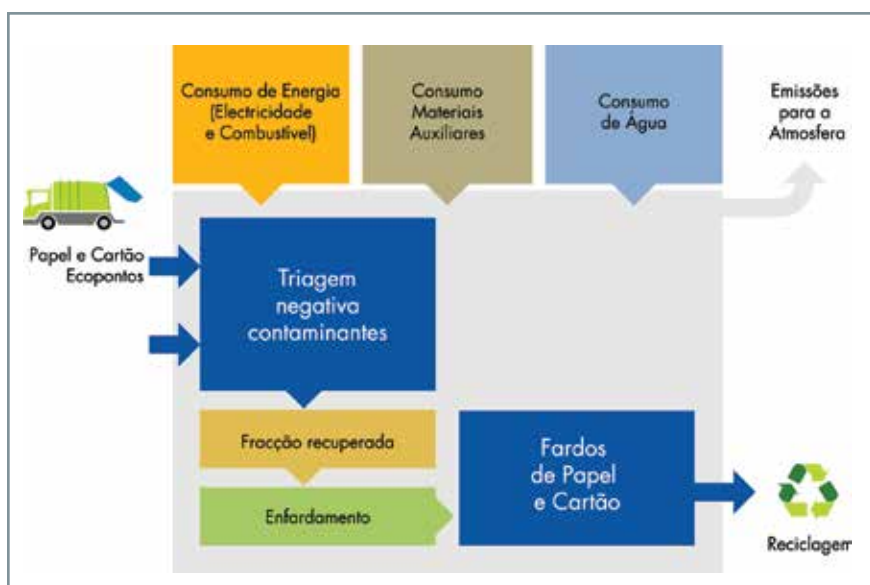 Consumo de Energia
(Electricidade
e Combustível)
Consumo
Materiais
Auxiliares
Consumo
de Água
Emissões
para a
Atmosfera
Papel e Cartão
Ecopontos
Triagem
negativa
contaminantes
Fracção recuperada
Enfardamento
Fardos
de Papel
e Cartão
Reciclagem